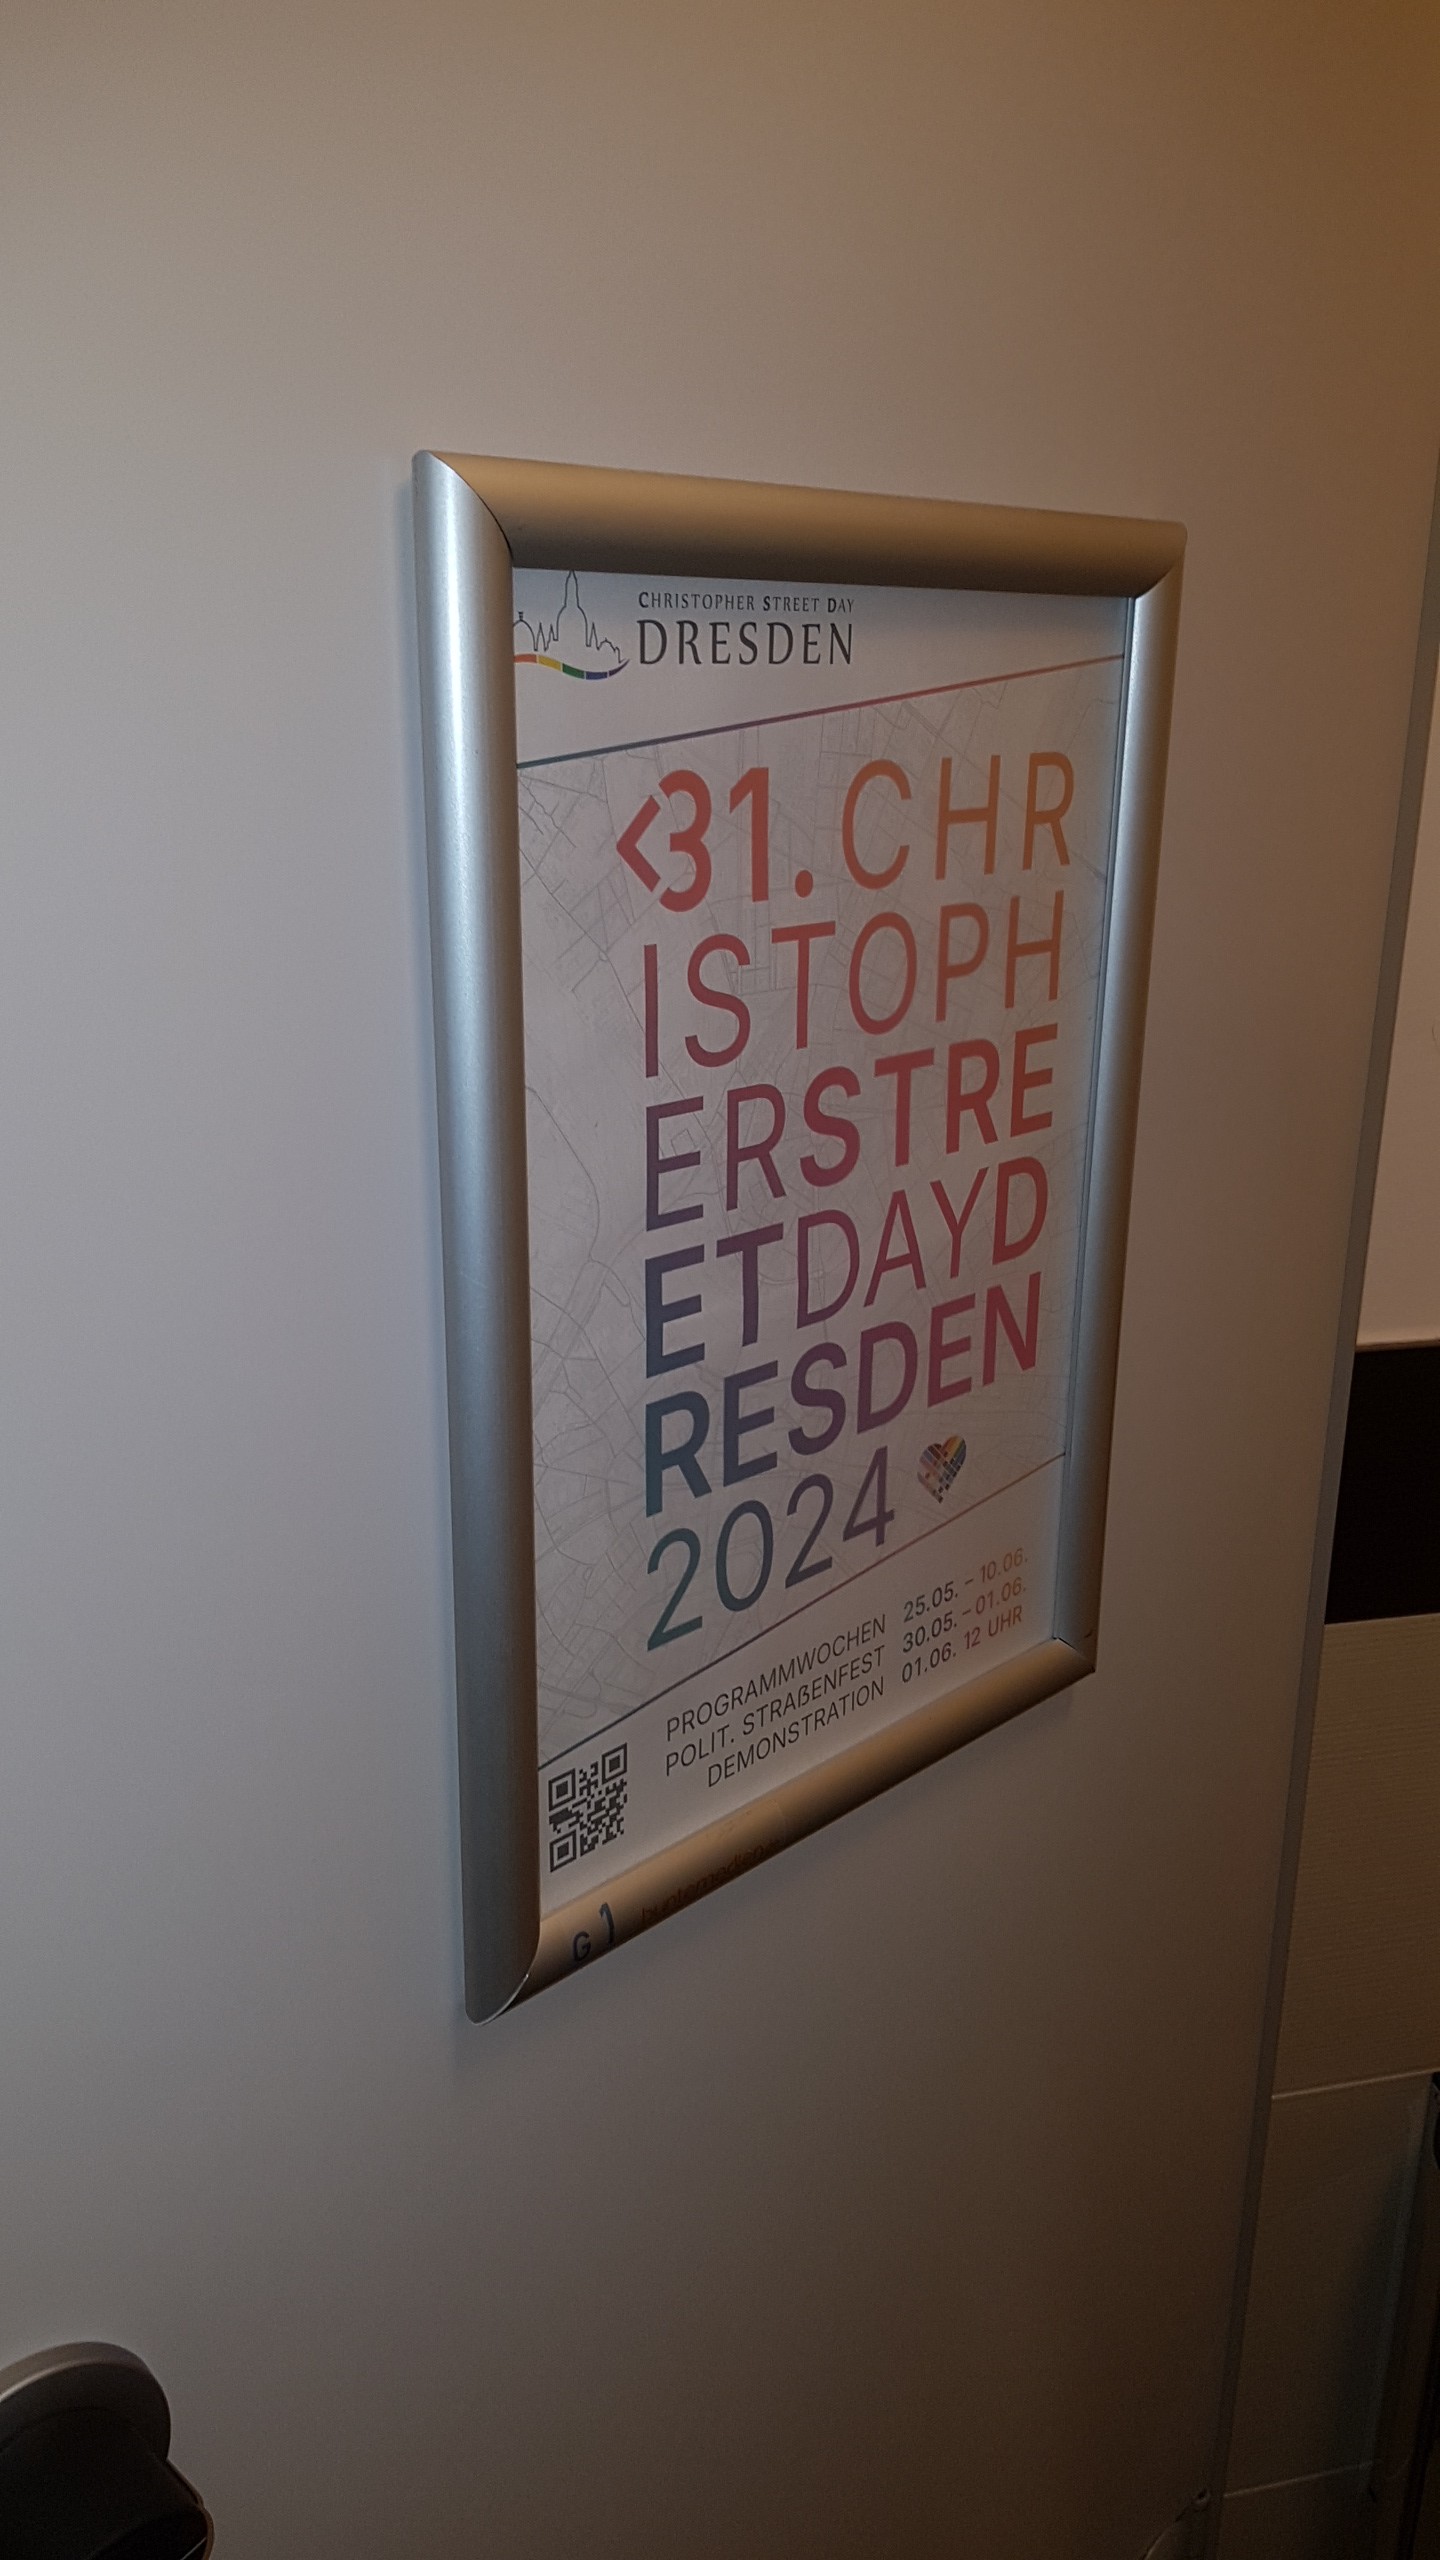 CHRISTOPHER STREET DAY
DRESDEN
<31. CHR
ISTOPH
ERSTRE
ETDAYD
RESDEN
2024
PROGRAMMWOCHEN 25.05. – 10.06.
POLIT. STRAßENFEST 30.05. – 01.06.
DEMONSTRATION 01.06. 12 UHR